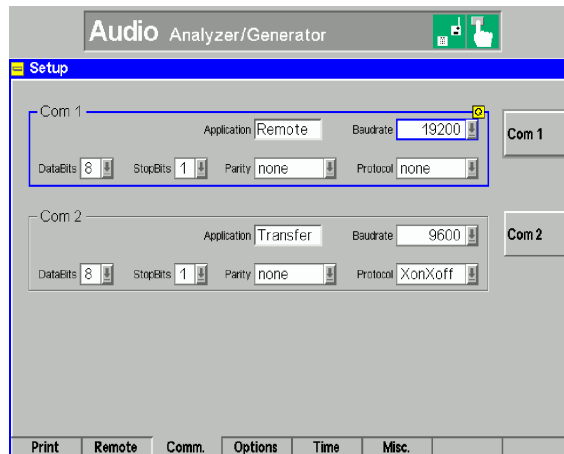 Audio Analyzer/Generator
Setup
Com 1
Application Remote Baudrate 19200
Com 1
DataBits 8 StopBits 1 Parity none Protocol none
Com 2
Application Transfer Baudrate 9600
Com 2
DataBits 8 StopBits 1 Parity none Protocol XonXoff
Print Remote Comm. Options Time Misc.